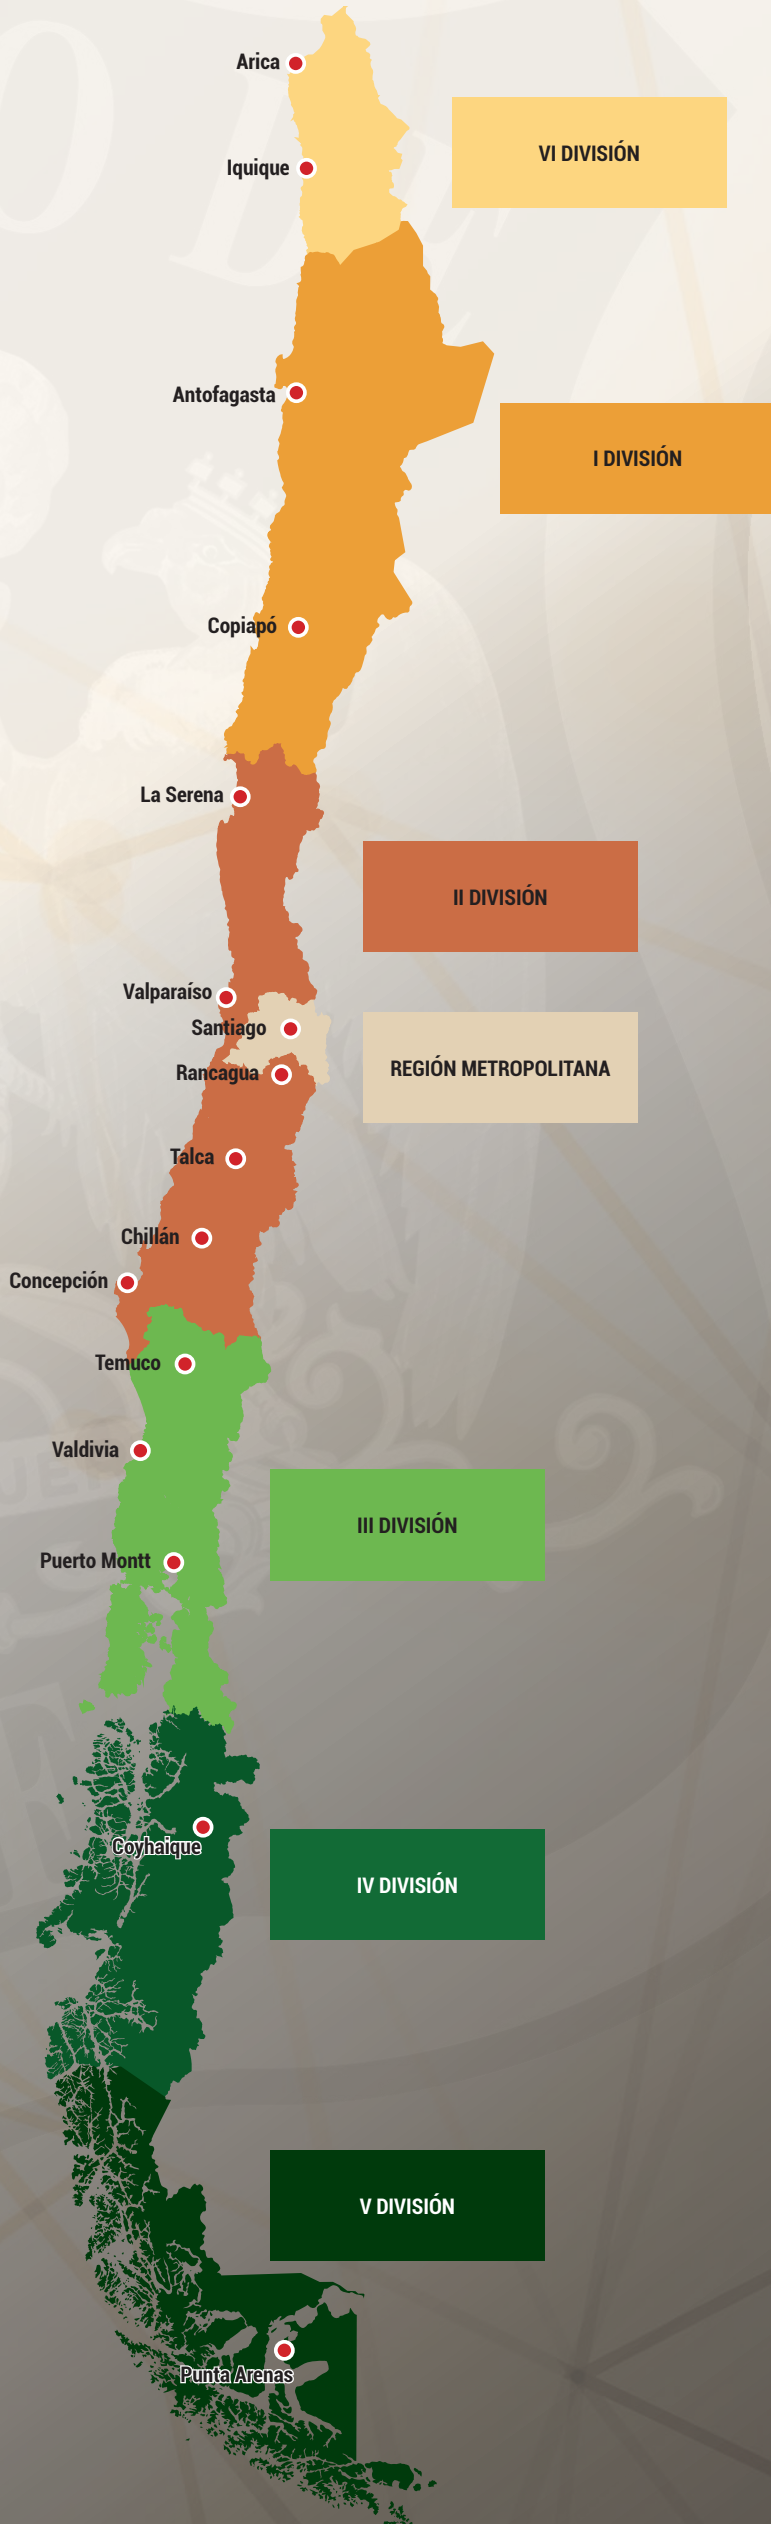 Arica
VI DIVISIÓN
Iquique
Antofagasta
I DIVISIÓN
Copiapó
La Serena
II DIVISIÓN
Valparaíso
Santiago
REGIÓN METROPOLITANA
Rancagua
Talca
Chillán
Concepción
Temuco
Valdivia
III DIVISIÓN
Puerto Montt
Coyhaique
IV DIVISIÓN
V DIVISIÓN
Punta Arenas